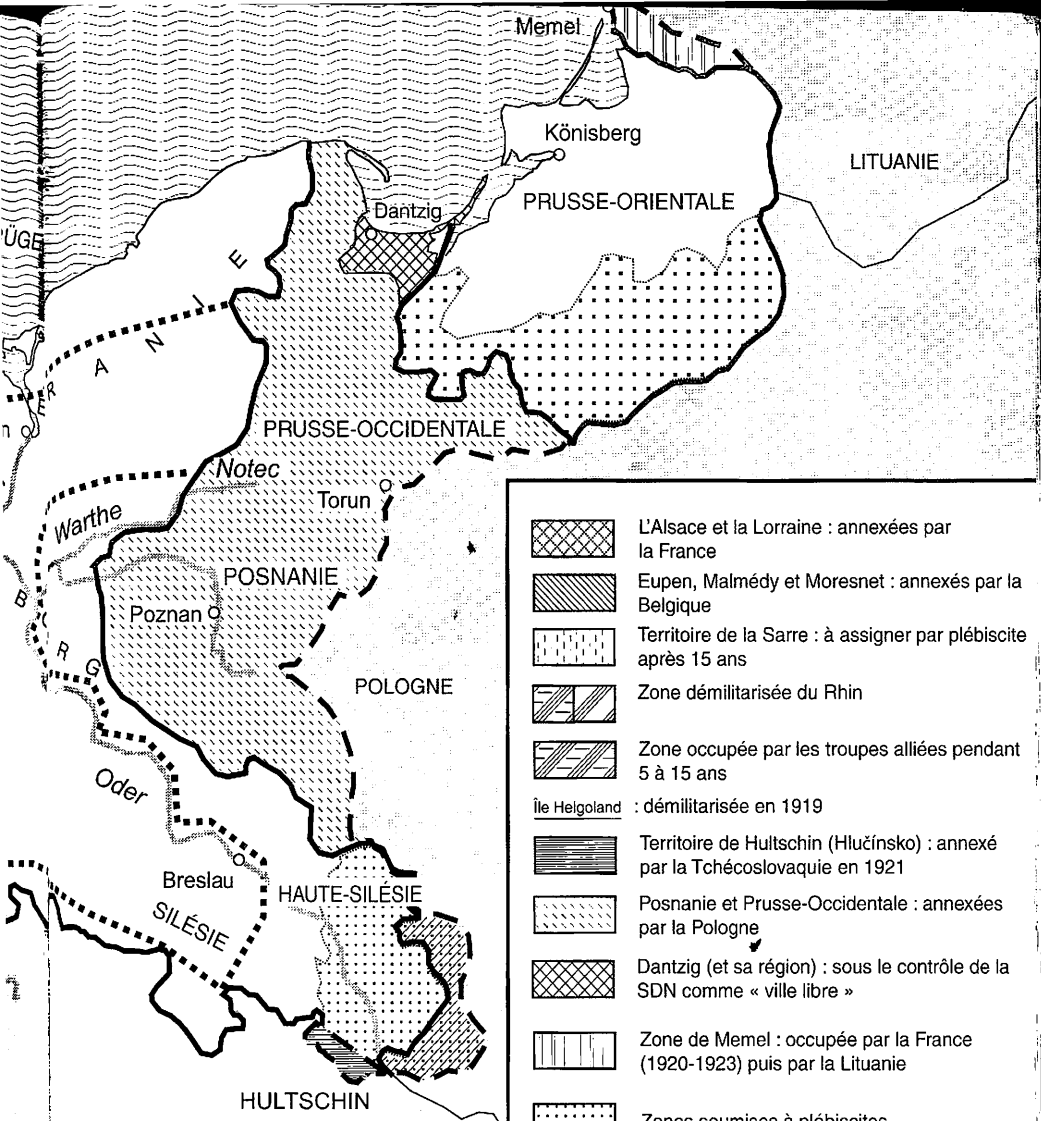 Memel
Könisberg
LITUANIE
PRUSSE-ORIENTALE
Dantzig
ÜGE
E
I
N
A
R
E
n
PRUSSE-OCCIDENTALE
Notec
Torun
Warthe
POSNANIE
Poznan
B
R
G
POLOGNE
Oder
Breslau
HAUTE-SILÉSIE
SILÉSIE
HULTSCHIN
L'Alsace et la Lorraine : annexées par
la France
Eupen, Malmédy et Moresnet : annexés par la
Belgique
Territoire de la Sarre : à assigner par plébiscite
après 15 ans
Zone démilitarisée du Rhin
Zone occupée par les troupes alliées pendant
5 à 15 ans
Île Helgoland : démilitarisée en 1919
Territoire de Hultschin (Hlučínsko) : annexé
par la Tchécoslovaquie en 1921
Posnanie et Prusse-Occidentale : annexées
par la Pologne
Dantzig (et sa région) : sous le contrôle de la
SDN comme « ville libre »
Zone de Memel : occupée par la France
(1920-1923) puis par la Lituanie
Zones soumises à plébiscites